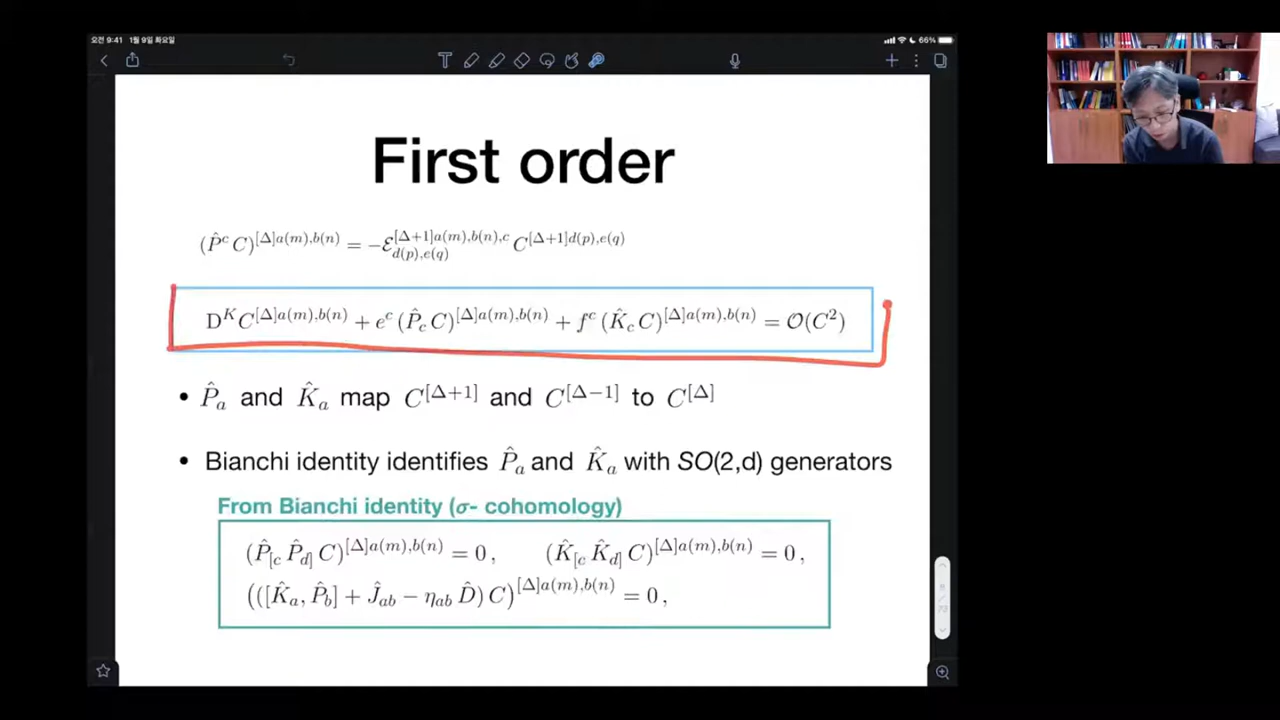 오전 9:41 1월 9일 화요일
66%
First order
(P̂^c C)^{[Δ]a(m),b(n)} = −ℰ^{[Δ+1]a(m),b(n),c}_{d(p),e(q)} C^{[Δ+1]d(p),e(q)}
D^K C^{[Δ]a(m),b(n)} + e^c (P̂_c C)^{[Δ]a(m),b(n)} + f^c (K̂_c C)^{[Δ]a(m),b(n)} = 𝒪(C²)
• P̂_a and K̂_a map C^{[Δ+1]} and C^{[Δ−1]} to C^{[Δ]}
• Bianchi identity identifies P̂_a and K̂_a with SO(2,d) generators
From Bianchi identity (σ- cohomology)
(P̂_{[c} P̂_{d]} C)^{[Δ]a(m),b(n)} = 0 , (K̂_{[c} K̂_{d]} C)^{[Δ]a(m),b(n)} = 0 ,
(([K̂_a, P̂_b] + Ĵ_{ab} − η_{ab} D̂) C)^{[Δ]a(m),b(n)} = 0 ,